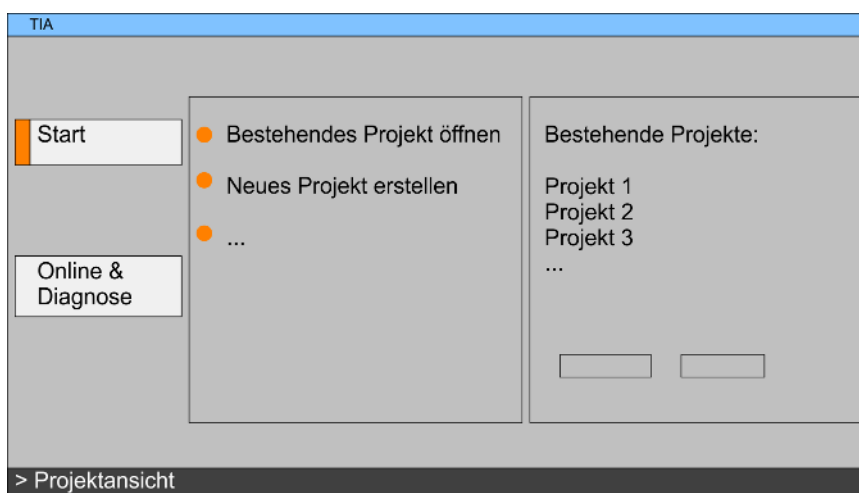 TIA
Start
Online &
Diagnose
Bestehendes Projekt öffnen
Neues Projekt erstellen
...
Bestehende Projekte:
Projekt 1
Projekt 2
Projekt 3
...
> Projektansicht